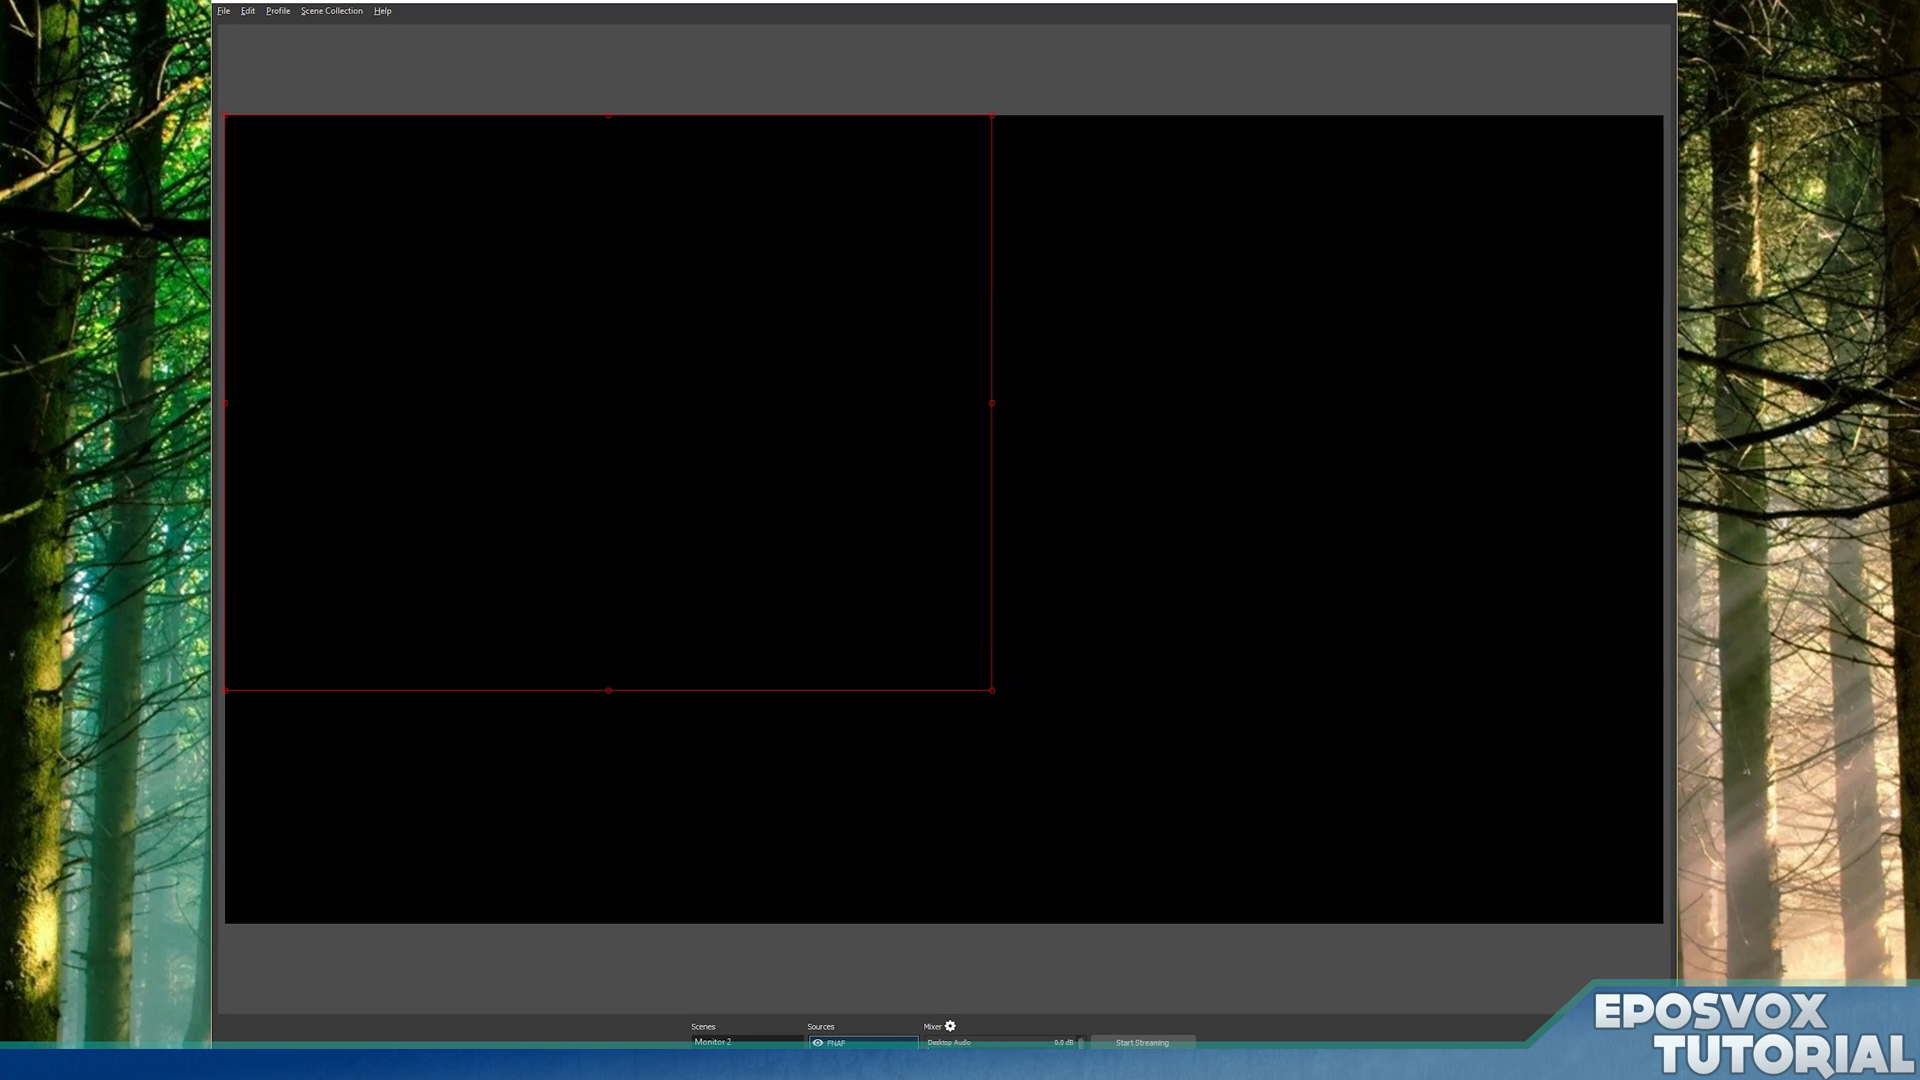 File Edit Profile Scene Collection Help
Scenes Sources Mixer
Monitor 2 FNAF Desktop Audio 0.0 dB Start Streaming
EPOSVOX
TUTORIAL